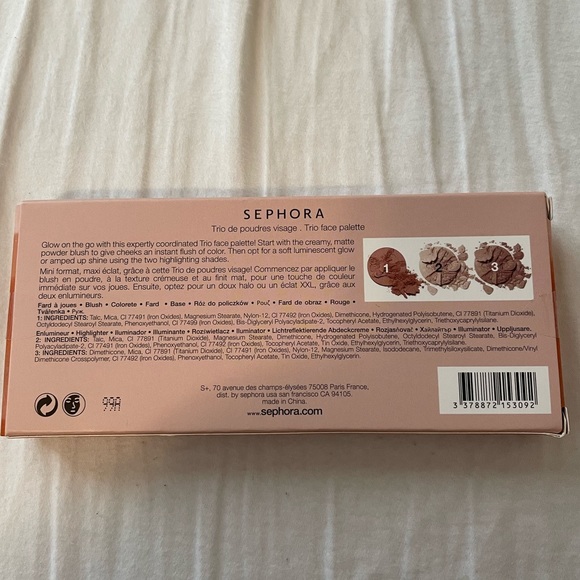 SEPHORA
Trio de poudres visage . Trio face palette
Glow on the go with this expertly coordinated Trio face palette! Start with the creamy, matte
powder blush to give cheeks an instant flush of color. Then opt for a soft luminescent glow
or amped up shine using the two highlighting shades.
Mini format, maxi éclat, grâce à cette Trio de poudres visage! Commencez par appliquer le
blush en poudre, à la texture crémeuse et au fini mat, pour une touche de couleur
immédiate sur vos joues. Ensuite, optez pour un doux halo ou un éclat XXL, grâce aux
deux enlumineurs.
Fard à joues • Blush • Colorete • Fard • Base • Róż do policzków • Ρουζ • Fard de obraz • Rouge •
Tvářenka • Руж.
1: INGREDIENTS: Talc, Mica, CI 77491 (Iron Oxides), Magnesium Stearate, Nylon-12, CI 77492 (Iron Oxides), Dimethicone, Hydrogenated Polyisobutene, CI 77891 (Titanium Dioxide),
Octyldodecyl Stearoyl Stearate, Phenoxyethanol, CI 77499 (Iron Oxides), Bis-Diglyceryl Polyacyladipate-2, Tocopheryl Acetate, Ethylhexylglycerin, Triethoxycaprylylsilane.
Enlumineur • Highlighter • Iluminador • Illuminante • Rozświetlacz • Iluminator • Lichtreflektierende Abdeckcreme • Rozjasňovač • Хайлайтър • Illuminator • Uppljusare.
2: INGREDIENTS: Talc, Mica, CI 77891 (Titanium Dioxide), Magnesium Stearate, Dimethicone, Hydrogenated Polyisobutene, Octyldodecyl Stearoyl Stearate, Bis-Diglyceryl
Polyacyladipate-2, CI 77491 (Iron Oxides), Phenoxyethanol, CI 77492 (Iron Oxides), Tocopheryl Acetate, Tin Oxide, Ethylhexylglycerin, Triethoxycaprylylsilane.
3: INGREDIENTS: Dimethicone, Mica, CI 77891 (Titanium Dioxide), CI 77491 (Iron Oxides), Nylon-12, Magnesium Stearate, Isododecane, Trimethylsiloxysilicate, Dimethicone/Vinyl
Dimethicone Crosspolymer, CI 77492 (Iron Oxides), Phenoxyethanol, Tocopheryl Acetate, Tin Oxide, Ethylhexylglycerin.
1 2 3
S+, 70 avenue des champs-élysées 75008 Paris France.
dist. by sephora usa san francisco CA 94105.
made in China.
www.sephora.com
99A
3 378872 153092